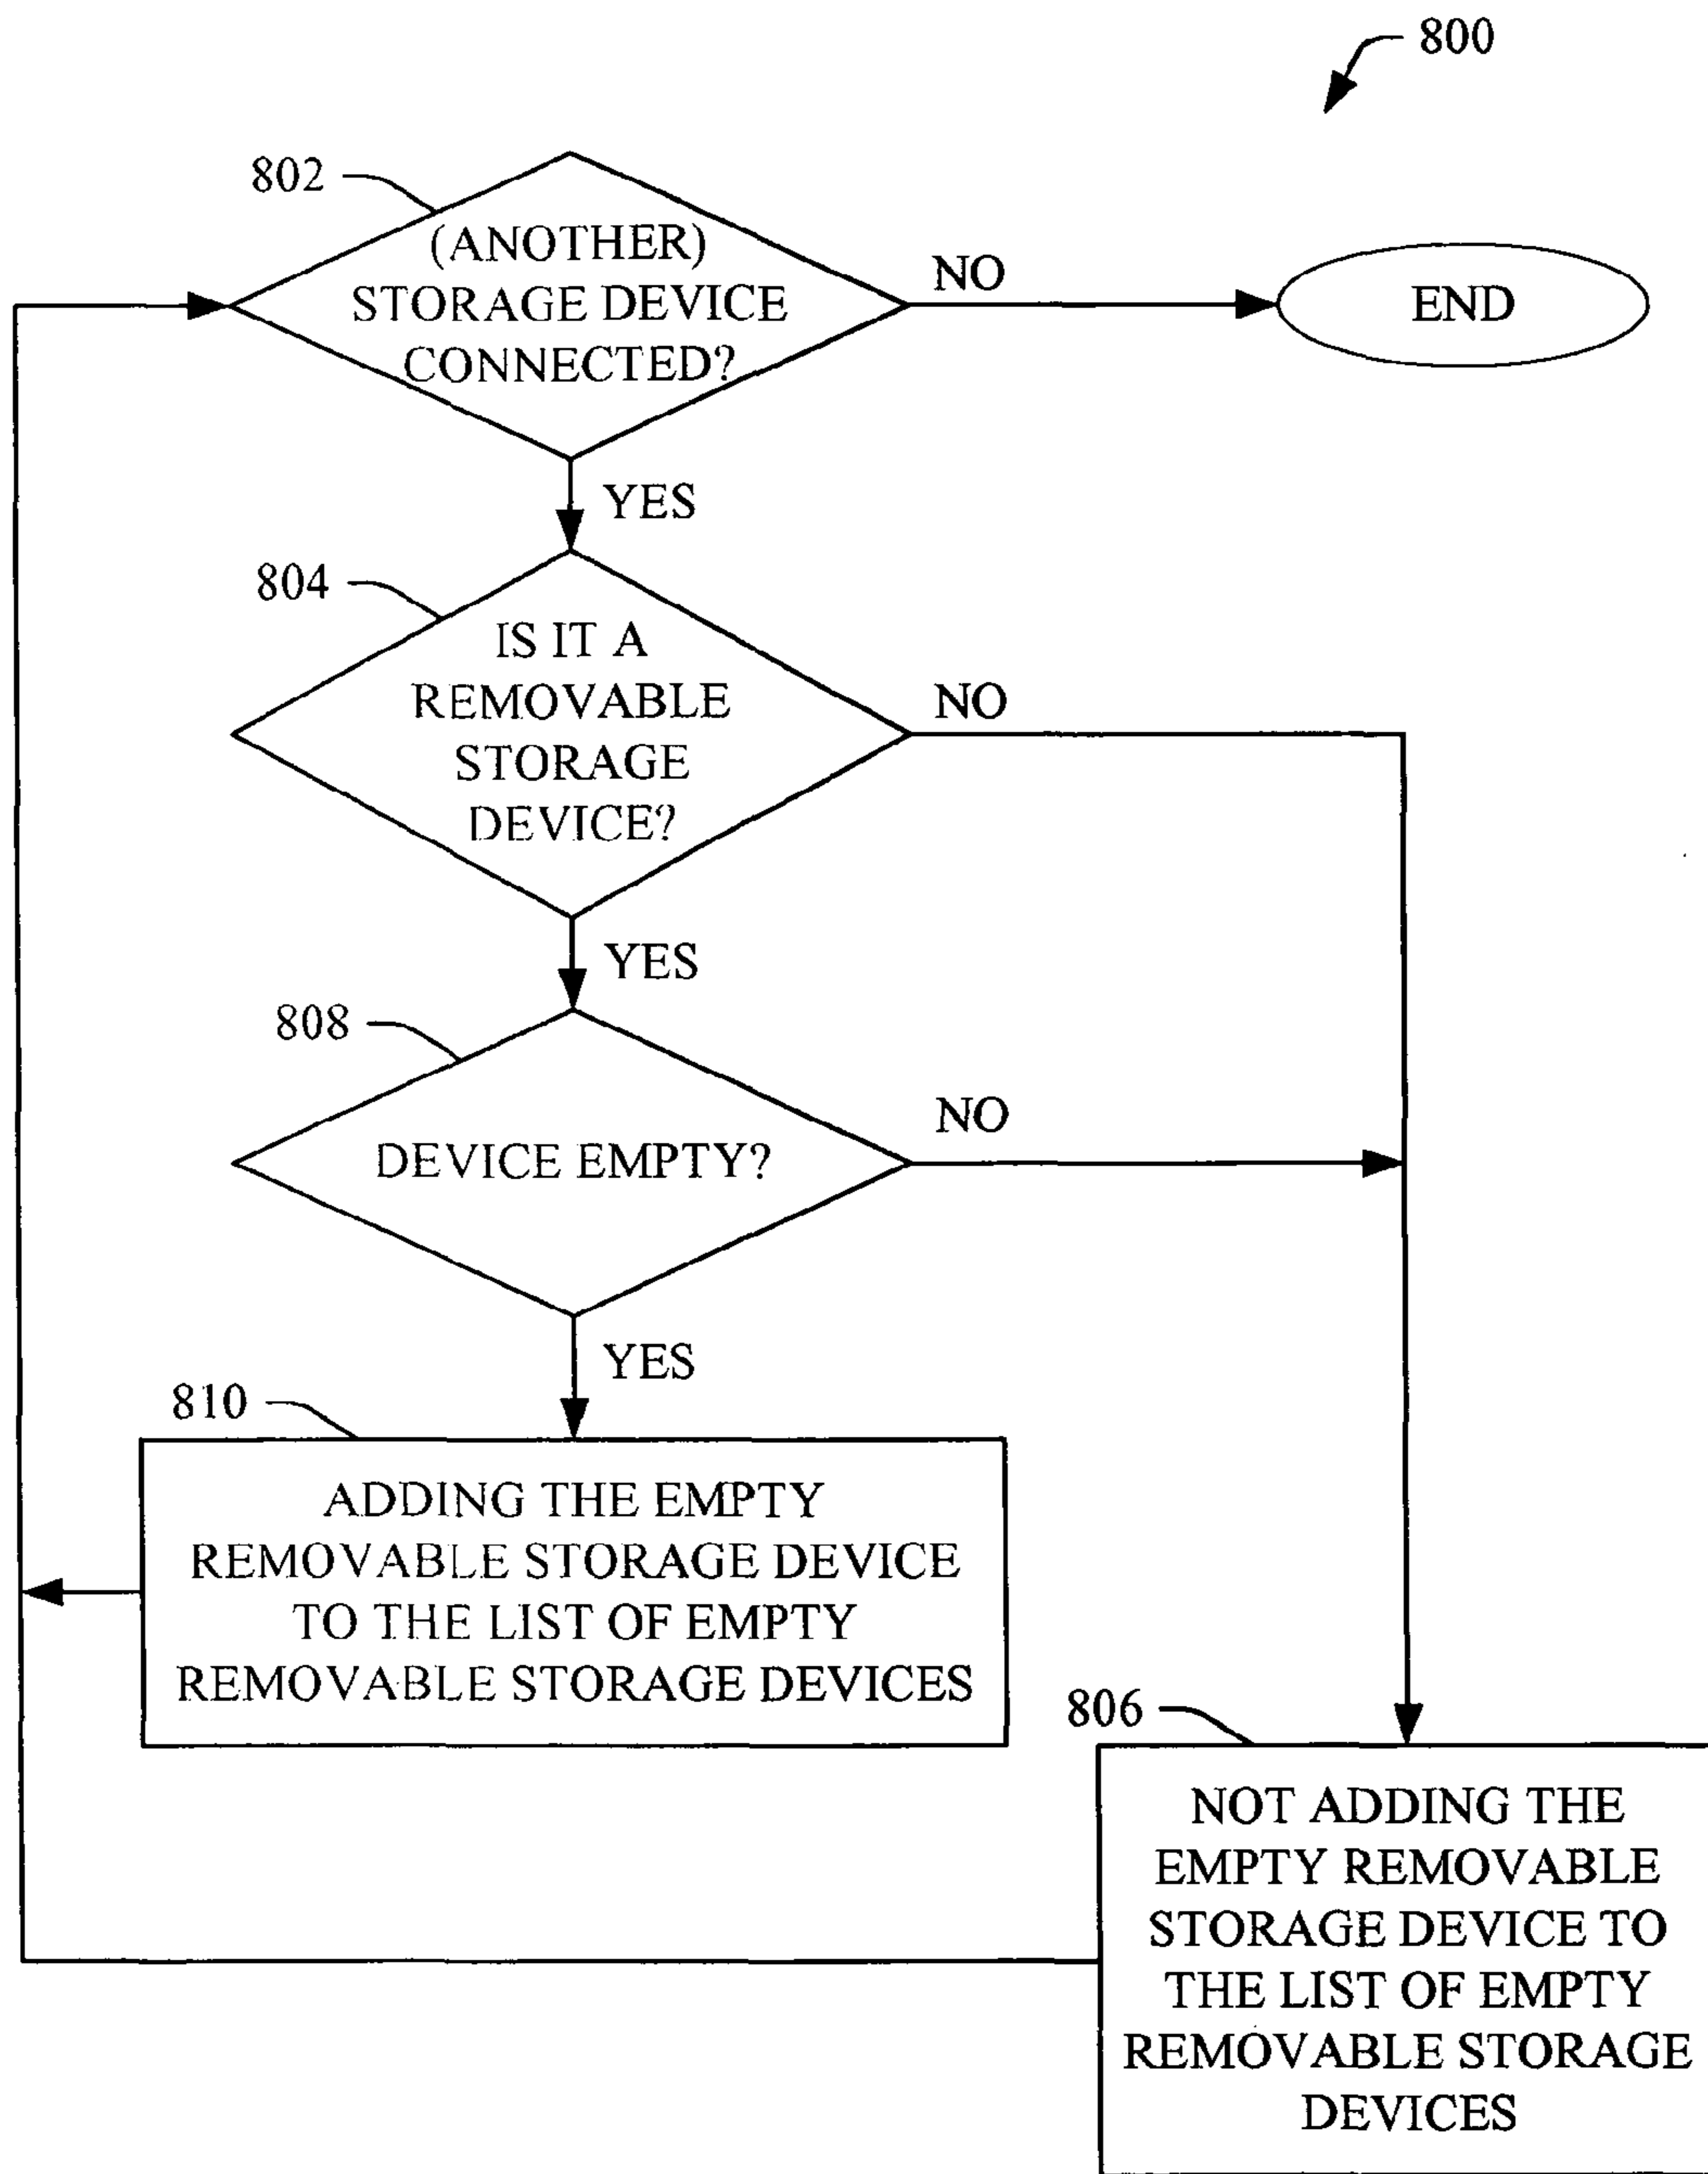 800
802
(ANOTHER)
STORAGE DEVICE
CONNECTED?
NO
END
YES
804
IS IT A
REMOVABLE
STORAGE
DEVICE?
NO
YES
808
DEVICE EMPTY?
NO
YES
810
ADDING THE EMPTY
REMOVABLE STORAGE DEVICE
TO THE LIST OF EMPTY
REMOVABLE STORAGE DEVICES
806
NOT ADDING THE
EMPTY REMOVABLE
STORAGE DEVICE TO
THE LIST OF EMPTY
REMOVABLE STORAGE
DEVICES